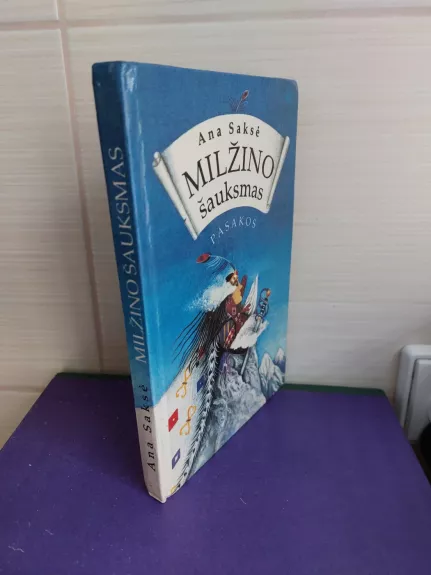 Ana Saksė
MILŽINO
šauksmas
PASAKOS
Ana Saksė MILŽINO ŠAUKSMAS